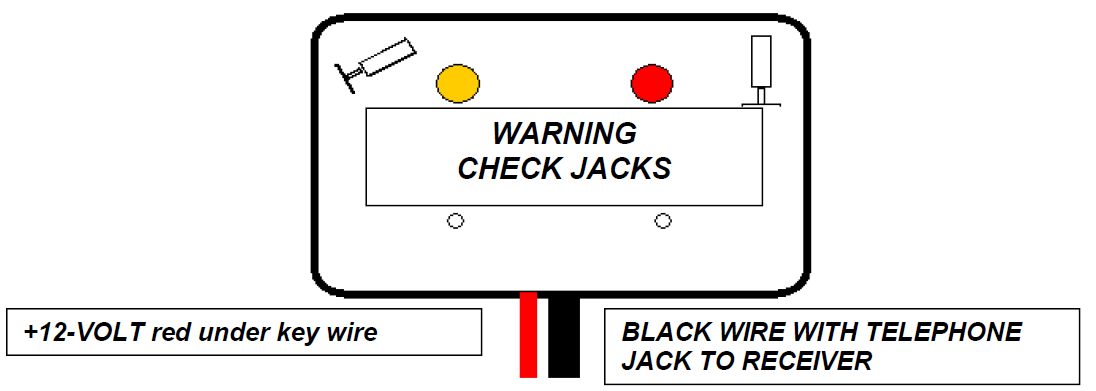 WARNING
CHECK JACKS
+12-VOLT red under key wire
BLACK WIRE WITH TELEPHONE
JACK TO RECEIVER